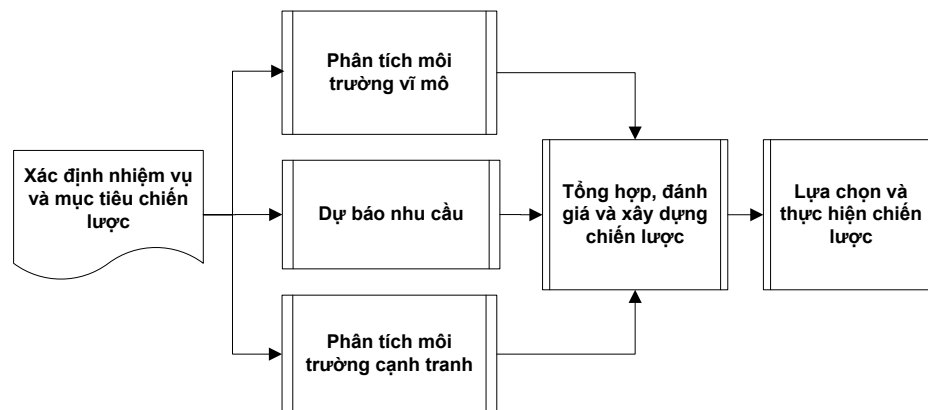 Xác định nhiệm vụ
và mục tiêu chiến
lược
Phân tích môi
trường vĩ mô
Dự báo nhu cầu
Phân tích môi
trường cạnh tranh
Tổng hợp, đánh
giá và xây dựng
chiến lược
Lựa chọn và
thực hiện chiến
lược